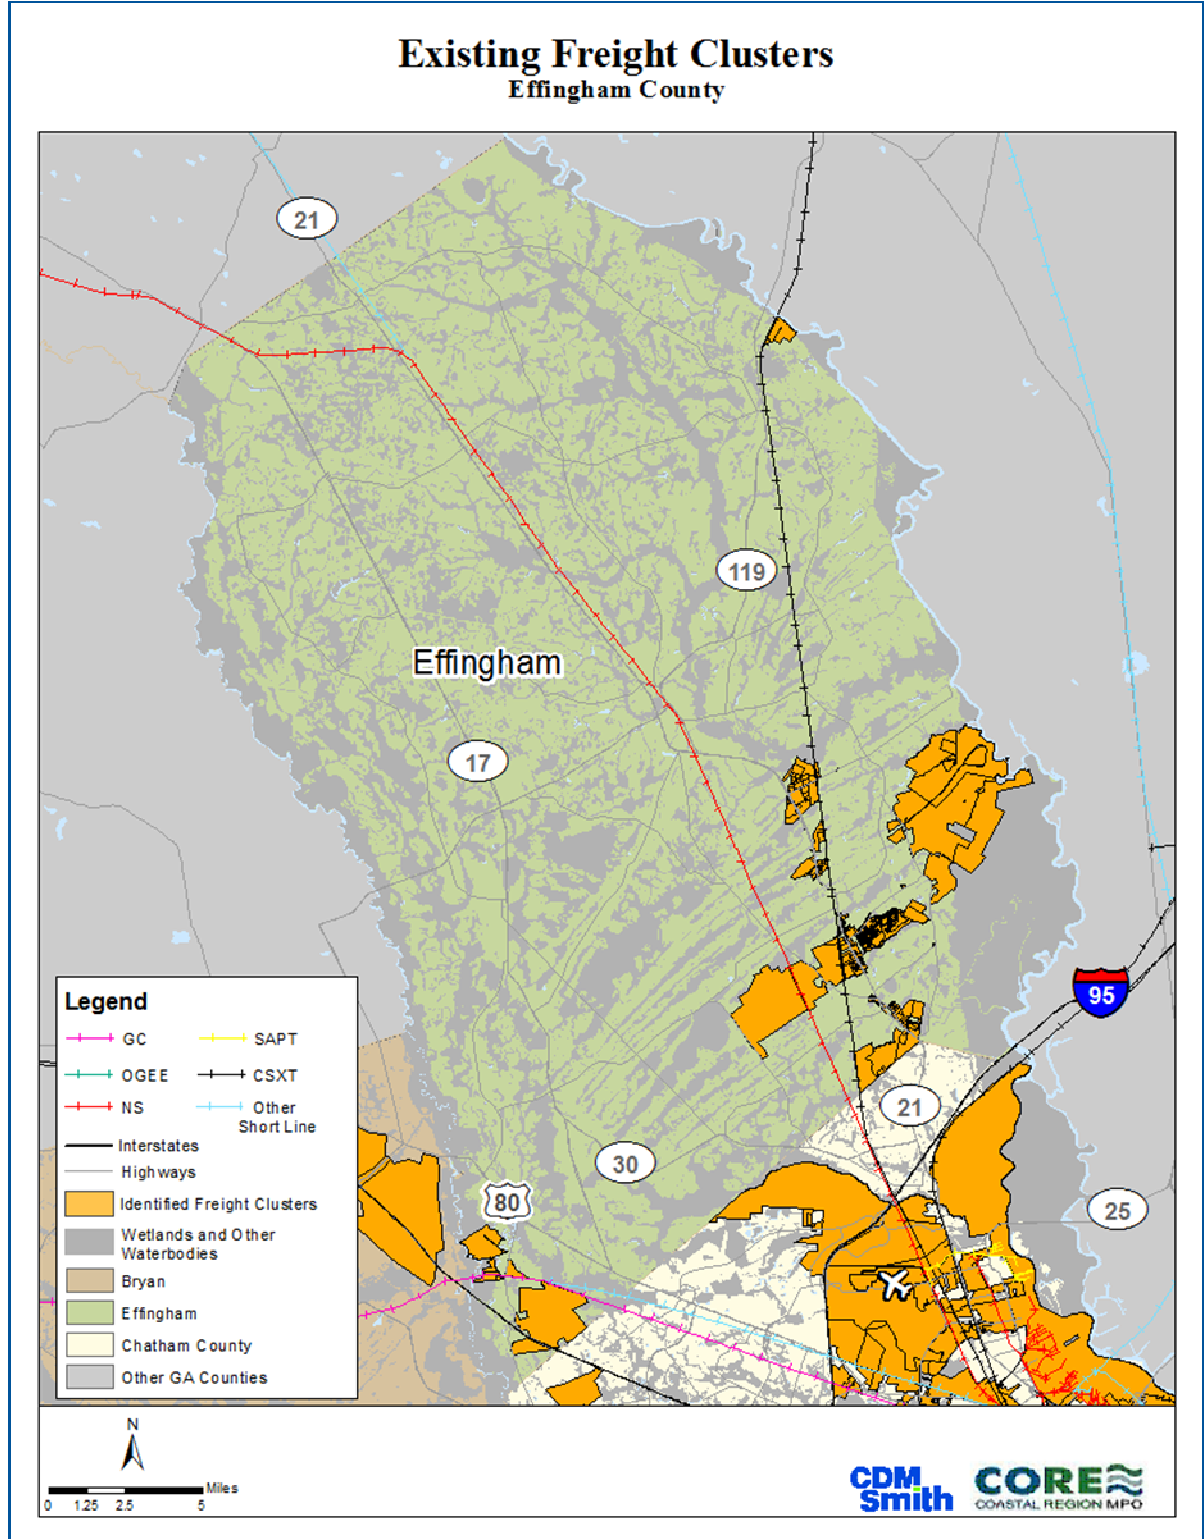 Existing Freight Clusters
Effingham County
21
119
Effingham
17
95
21
30
80
25
Legend
GC
SAPT
OGEE
CSXT
NS
Other
Short Line
Interstates
Highways
Identified Freight Clusters
Wetlands and Other
Waterbodies
Bryan
Effingham
Chatham County
Other GA Counties
N
Miles
0 1.25 2.5 5
CDM
Smith
CORE
COASTAL REGION MPO